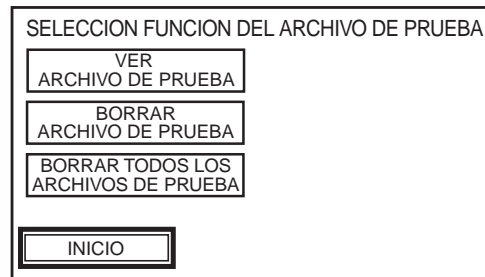 SELECCION FUNCION DEL ARCHIVO DE PRUEBA
VER
ARCHIVO DE PRUEBA
BORRAR
ARCHIVO DE PRUEBA
BORRAR TODOS LOS
ARCHIVOS DE PRUEBA
INICIO